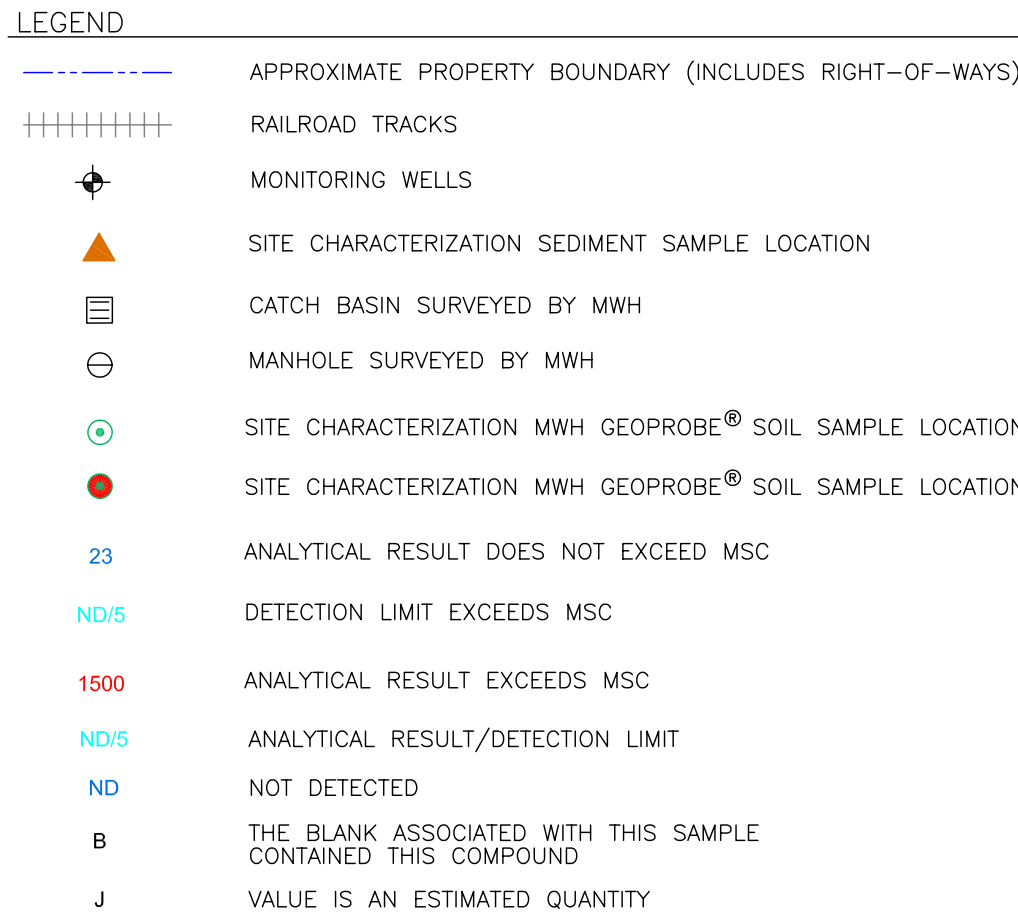 LEGEND
APPROXIMATE PROPERTY BOUNDARY (INCLUDES RIGHT-OF-WAYS)
RAILROAD TRACKS
MONITORING WELLS
SITE CHARACTERIZATION SEDIMENT SAMPLE LOCATION
CATCH BASIN SURVEYED BY MWH
MANHOLE SURVEYED BY MWH
SITE CHARACTERIZATION MWH GEOPROBE® SOIL SAMPLE LOCATION
SITE CHARACTERIZATION MWH GEOPROBE® SOIL SAMPLE LOCATION
23 ANALYTICAL RESULT DOES NOT EXCEED MSC
ND/5 DETECTION LIMIT EXCEEDS MSC
1500 ANALYTICAL RESULT EXCEEDS MSC
ND/5 ANALYTICAL RESULT/DETECTION LIMIT
ND NOT DETECTED
B THE BLANK ASSOCIATED WITH THIS SAMPLE
CONTAINED THIS COMPOUND
J VALUE IS AN ESTIMATED QUANTITY